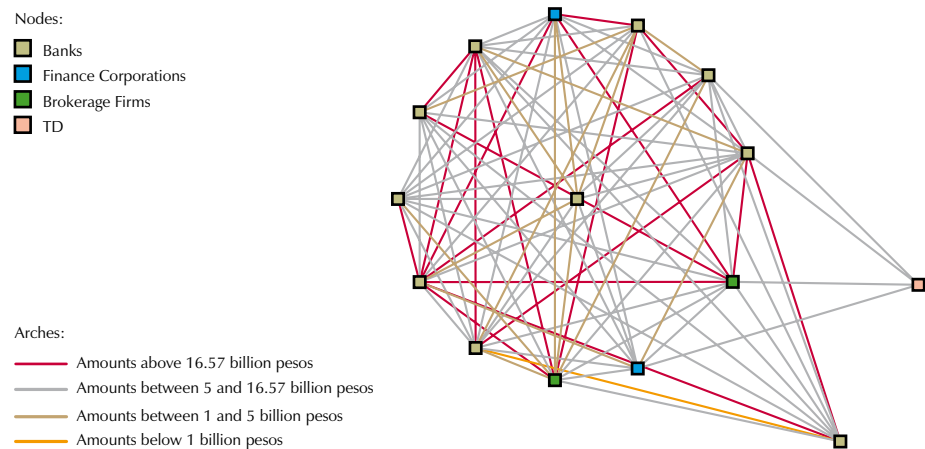 Nodes:
Banks
Finance Corporations
Brokerage Firms
TD
Arches:
Amounts above 16.57 billion pesos
Amounts between 5 and 16.57 billion pesos
Amounts between 1 and 5 billion pesos
Amounts below 1 billion pesos